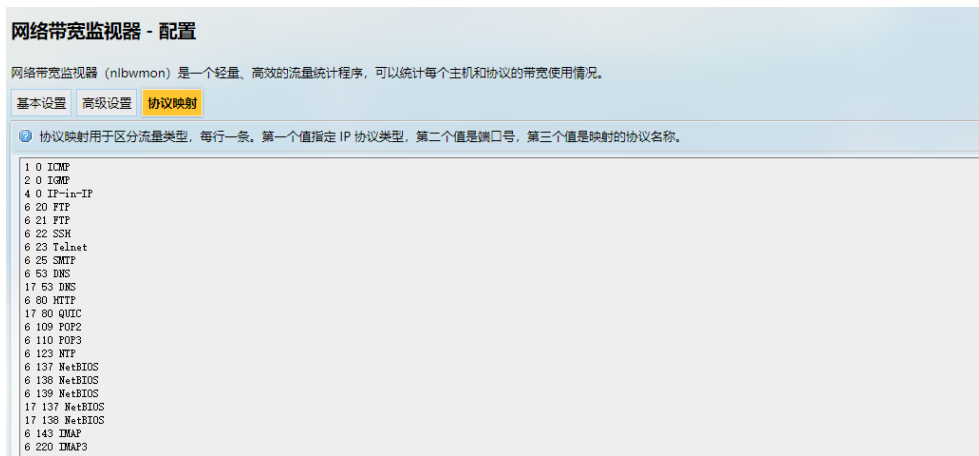 网络带宽监视器 - 配置
网络带宽监视器（nlbwmon）是一个轻量、高效的流量统计程序，可以统计每个主机和协议的带宽使用情况。
基本设置 高级设置 协议映射
协议映射用于区分流量类型，每行一条。第一个值指定 IP 协议类型，第二个值是端口号，第三个值是映射的协议名称。
1 0 ICMP
2 0 IGMP
4 0 IP-in-IP
6 20 FTP
6 21 FTP
6 22 SSH
6 23 Telnet
6 25 SMTP
6 53 DNS
17 53 DNS
6 80 HTTP
17 80 QUIC
6 109 POP2
6 110 POP3
6 123 NTP
6 137 NetBIOS
6 138 NetBIOS
6 139 NetBIOS
17 137 NetBIOS
17 138 NetBIOS
6 143 IMAP
6 220 IMAP3